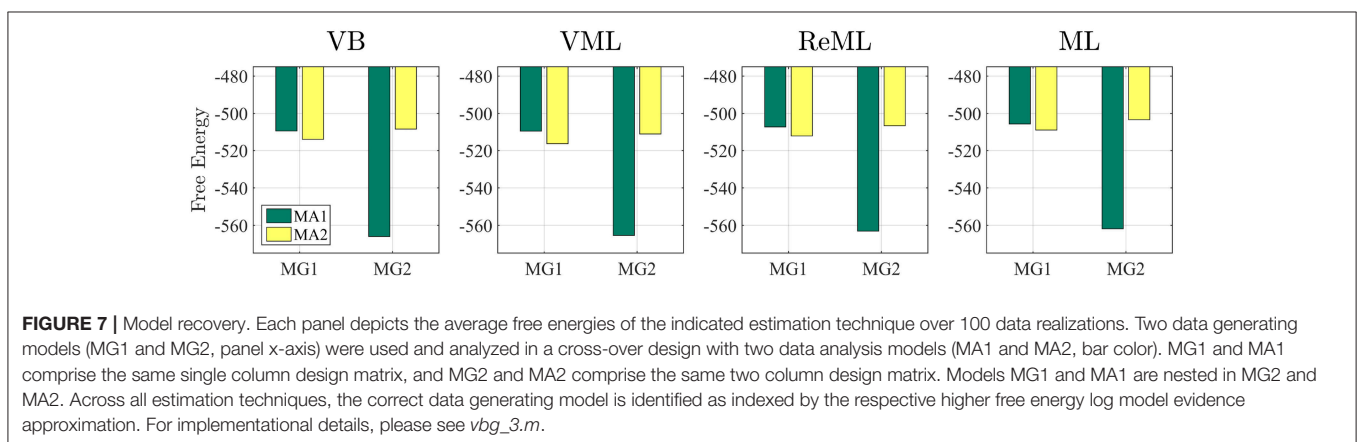 VB VML ReML ML
-480 -480 -480 -480
-500 -500 -500 -500
-520 -520 -520 -520
-540 -540 -540 -540
-560 -560 -560 -560
Free Energy
MA1
MA2
MG1 MG2 MG1 MG2 MG1 MG2 MG1 MG2
FIGURE 7 | Model recovery. Each panel depicts the average free energies of the indicated estimation technique over 100 data realizations. Two data generating
models (MG1 and MG2, panel x-axis) were used and analyzed in a cross-over design with two data analysis models (MA1 and MA2, bar color). MG1 and MA1
comprise the same single column design matrix, and MG2 and MA2 comprise the same two column design matrix. Models MG1 and MA1 are nested in MG2 and
MA2. Across all estimation techniques, the correct data generating model is identified as indexed by the respective higher free energy log model evidence
approximation. For implementational details, please see vbg_3.m.